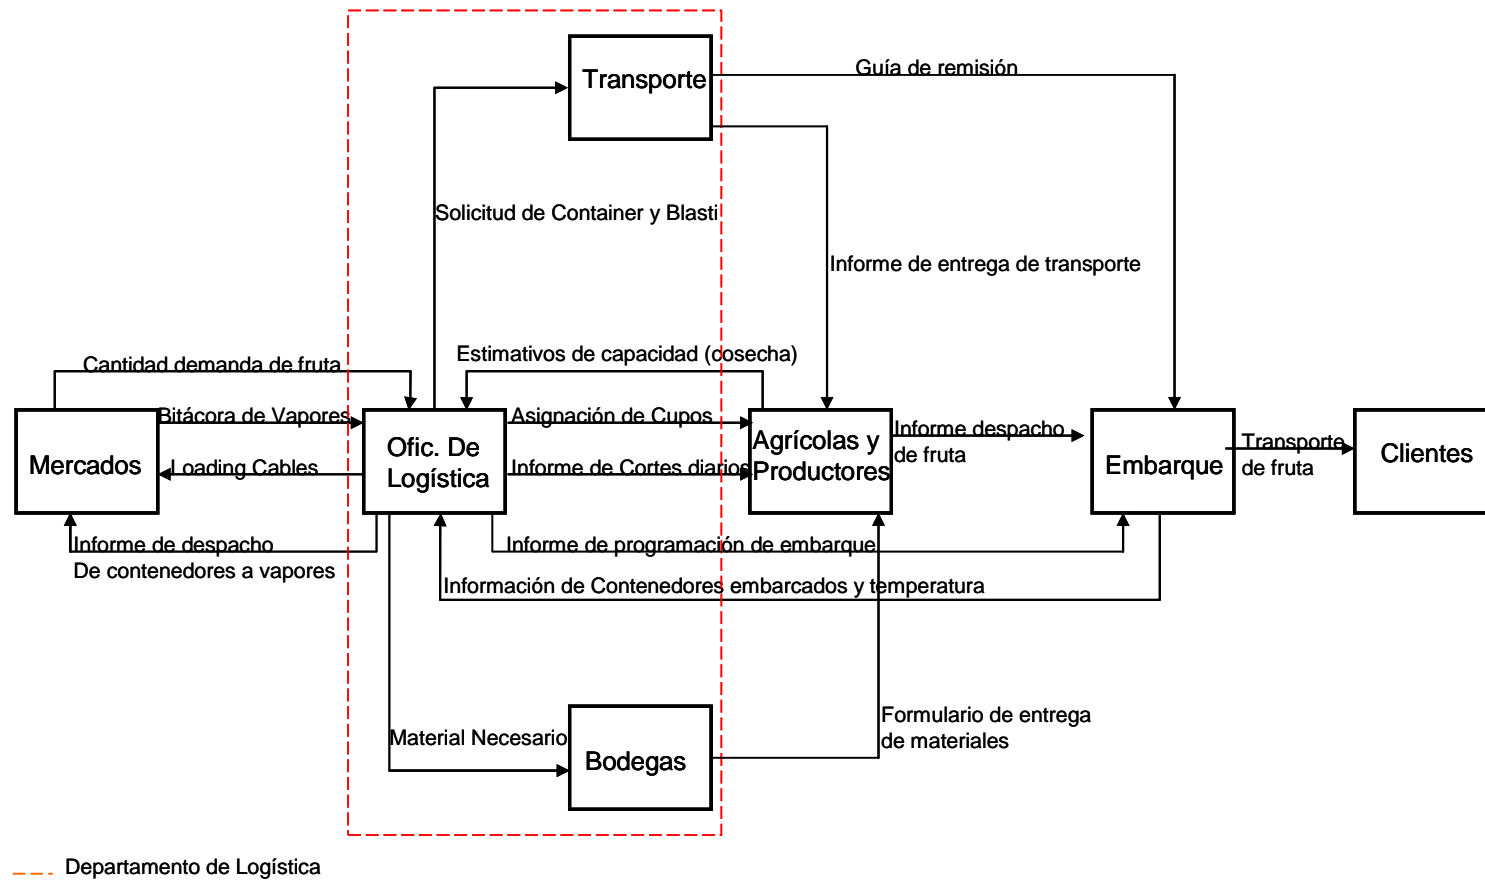 Transporte
Guía de remisión
Solicitud de Container y Blasti
Informe de entrega de transporte
Cantidad demanda de fruta
Estimativos de capacidad (cosecha)
Bitácora de Vapores
Asignación de Cupos
Mercados
Loading Cables
Ofic. De
Logística
Informe de Cortes diarios
Agrícolas y
Productores
Informe despacho
de fruta
Embarque
Transporte
de fruta
Clientes
Informe de despacho
De contenedores a vapores
Informe de programación de embarque
Información de Contenedores embarcados y temperatura
Material Necesario
Bodegas
Formulario de entrega
de materiales
Departamento de Logística